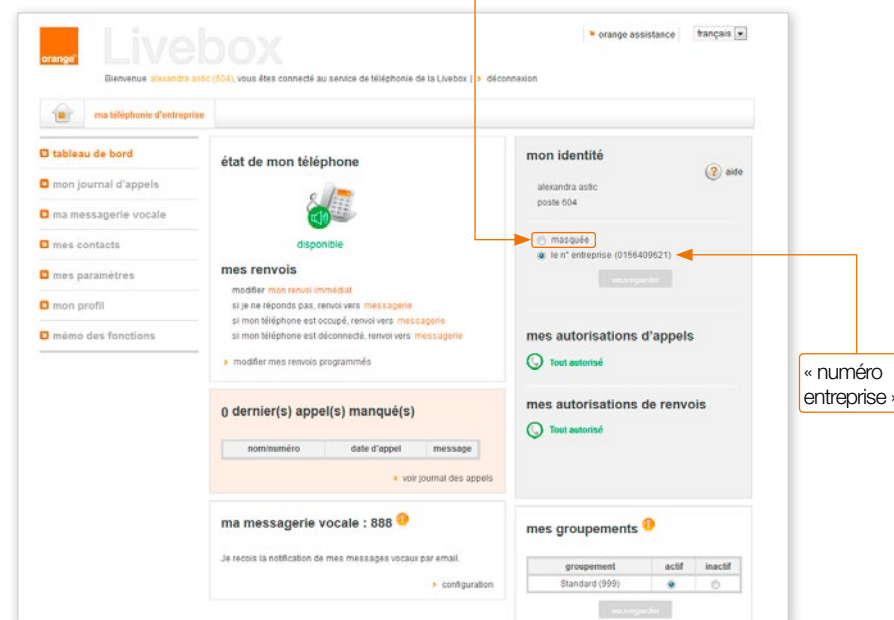 orange
Livebox
orange assistance
français
Bienvenue alexandra astic (604), vous êtes connecté au service de téléphonie de la Livebox | déconnexion
ma téléphonie d'entreprise
tableau de bord
mon journal d'appels
ma messagerie vocale
mes contacts
mes paramètres
mon profil
mémo des fonctions
état de mon téléphone
disponible
mes renvois
modifier mon renvoi immédiat
si je ne réponds pas, renvoi vers messagerie
si mon téléphone est occupé, renvoi vers messagerie
si mon téléphone est déconnecté, renvoi vers messagerie
modifier mes renvois programmés
0 dernier(s) appel(s) manqué(s)
nom/numéro date d'appel message
voir journal des appels
ma messagerie vocale : 888
Je recois la notification de mes messages vocaux par email.
configuration
mon identité
aide
alexandra astic
poste 604
masquée
le n° entreprise (0156409621)
sauvegarder
mes autorisations d'appels
Tout autorisé
mes autorisations de renvois
Tout autorisé
mes groupements
groupement actif inactif
Standard (999)
sauvegarder
« numéro
entreprise »